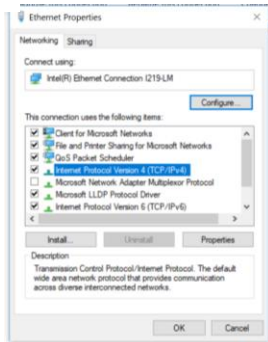 Ethernet Properties
Networking Sharing
Connect using:
Intel(R) Ethernet Connection I219-LM
Configure...
This connection uses the following items:
Client for Microsoft Networks
File and Printer Sharing for Microsoft Networks
QoS Packet Scheduler
Internet Protocol Version 4 (TCP/IPv4)
Microsoft Network Adapter Multiplexor Protocol
Microsoft LLDP Protocol Driver
Internet Protocol Version 6 (TCP/IPv6)
Install... Uninstall Properties
Description
Transmission Control Protocol/Internet Protocol. The default
wide area network protocol that provides communication
across diverse interconnected networks.
OK Cancel